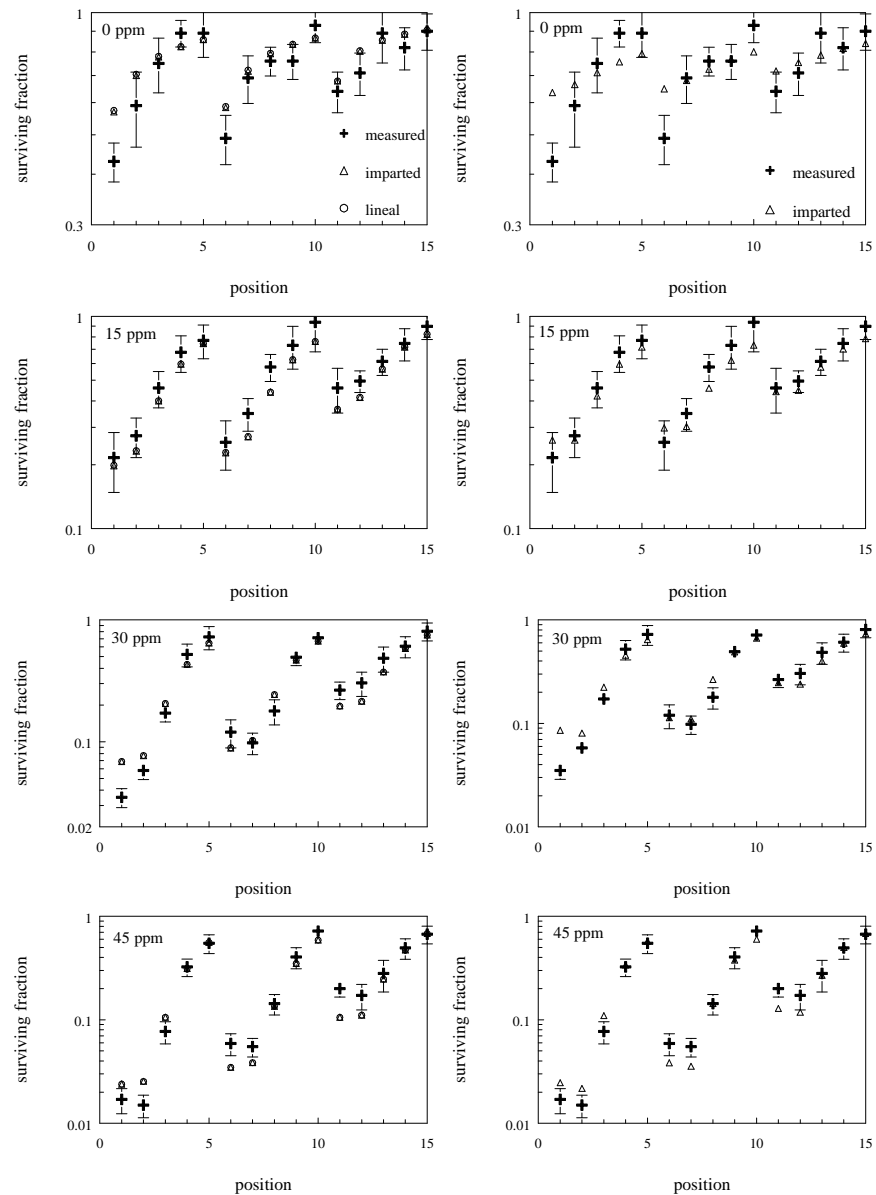 1
0 ppm
surviving fraction
measured
imparted
lineal
0.3
0
5
10
15
position
1
0 ppm
surviving fraction
measured
imparted
0.3
0
5
10
15
position
1
15 ppm
surviving fraction
0.1
0
5
10
15
position
1
15 ppm
surviving fraction
0.1
0
5
10
15
position
1
30 ppm
surviving fraction
0.1
0.02
0
5
10
15
position
1
30 ppm
surviving fraction
0.1
0.01
0
5
10
15
position
1
45 ppm
surviving fraction
0.1
0.01
0
5
10
15
position
1
45 ppm
surviving fraction
0.1
0.01
0
5
10
15
position